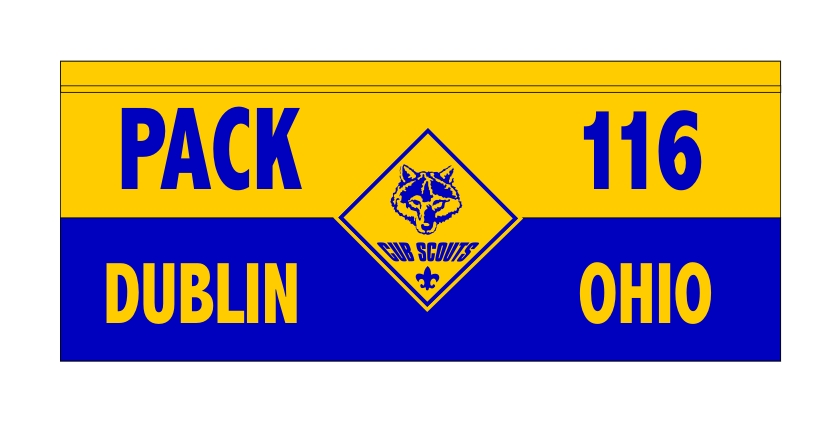 PACK 116
CUB SCOUTS
DUBLIN OHIO